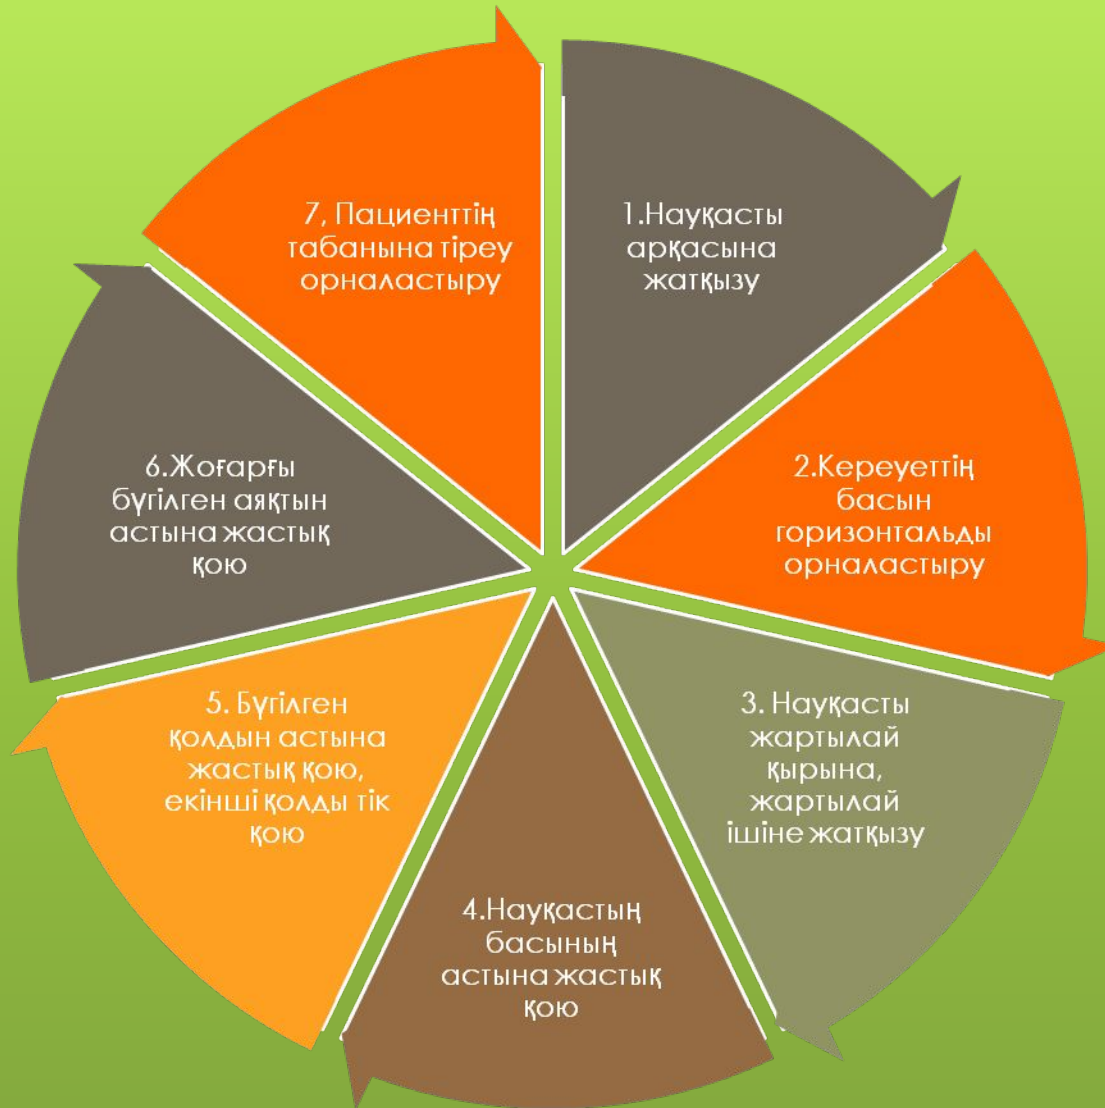 1.Науқасты
арқасына
жатқызу
2.Кереуеттің
басын
горизонтальды
орналастыру
3. Науқасты
жартылай
қырына,
жартылай
ішіне жатқызу
4.Науқастың
басының
астына жастық
қою
5. Бүгілген
қолдын астына
жастық қою,
екінші қолды тік
қою
6.Жоғарғы
бүгілген аяқтын
астына жастық
қою
7, Пациенттің
табанына тіреу
орналастыру